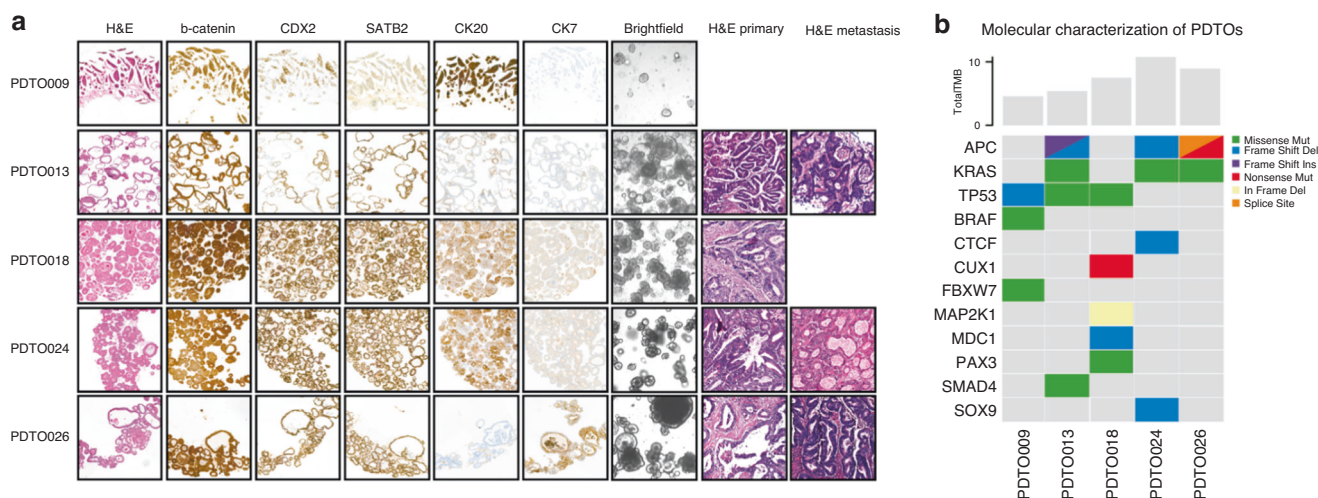 a
H&E b-catenin CDX2 SATB2 CK20 CK7 Brightfield H&E primary H&E metastasis
PDTO009
PDTO013
PDTO018
PDTO024
PDTO026
b
Molecular characterization of PDTOs
TotalTMB
10
0
APC
KRAS
TP53
BRAF
CTCF
CUX1
FBXW7
MAP2K1
MDC1
PAX3
SMAD4
SOX9
PDTO009 PDTO013 PDTO018 PDTO024 PDTO026
Missense Mut
Frame Shift Del
Frame Shift Ins
Nonsense Mut
In Frame Del
Splice Site